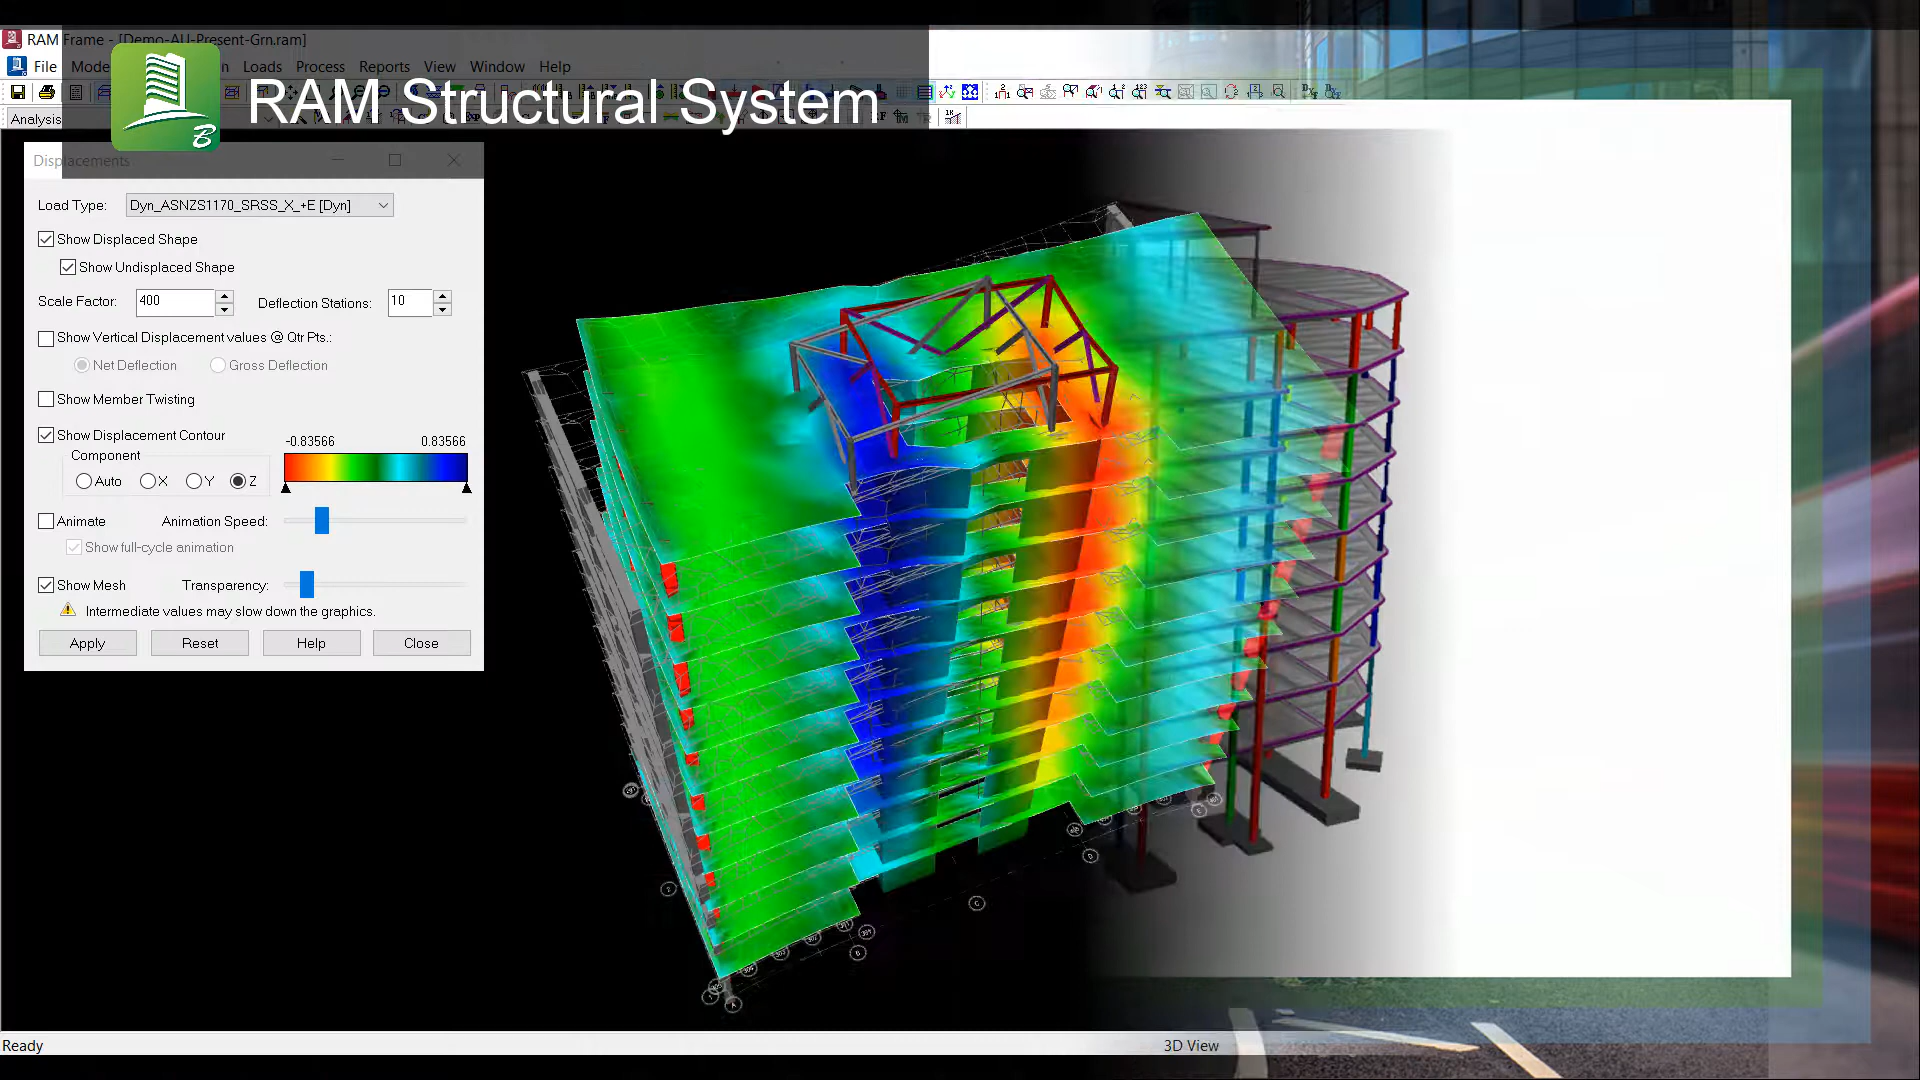 RAM Frame - [Demo-AU-Present-Grn.ram]
File Mode Loads Process Reports View Window Help
RAM Structural System
B
Analysis
Displacements
Load Type: Dyn_ASNZS1170_SRSS_X_+E [Dyn]
Show Displaced Shape
Show Undisplaced Shape
Scale Factor: 400 Deflection Stations: 10
Show Vertical Displacement values @ Qtr Pts.:
Net Deflection Gross Deflection
Show Member Twisting
Show Displacement Contour -0.83566 0.83566
Component
Auto X Y Z
Animate Animation Speed:
Show full-cycle animation
Show Mesh Transparency:
Intermediate values may slow down the graphics.
Apply Reset Help Close
Ready 3D View